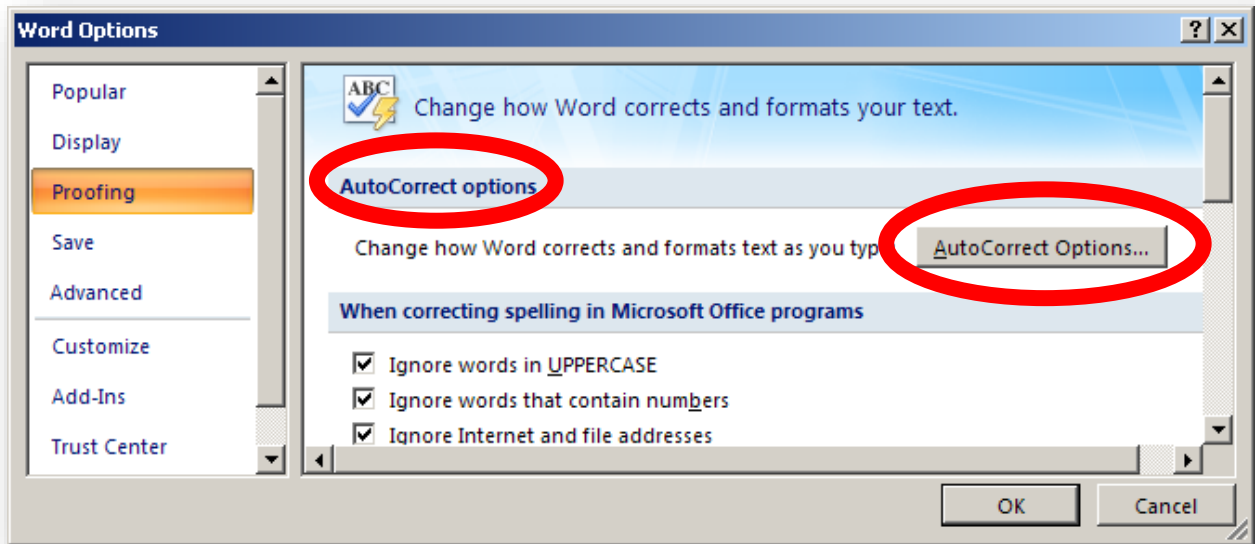 Word Options
Popular
Display
Proofing
Save
Advanced
Customize
Add-Ins
Trust Center
ABC
Change how Word corrects and formats your text.
AutoCorrect options
Change how Word corrects and formats text as you typ
AutoCorrect Options...
When correcting spelling in Microsoft Office programs
Ignore words in UPPERCASE
Ignore words that contain numbers
Ignore Internet and file addresses
OK
Cancel